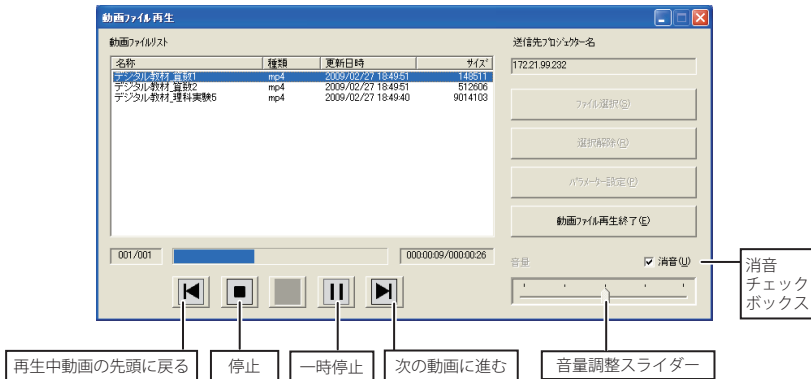 動画ファイル再生
動画ファイルリスト
送信先プロジェクター名
名称 種類 更新日時 サイズ
デジタル教材_算数1 mp4 2009/02/27 18:49:51 148511
デジタル教材_算数2 mp4 2009/02/27 18:49:51 512606
デジタル教材_理科実験5 mp4 2009/02/27 18:49:40 9014103
172.21.99.232
ファイル選択(S)
選択解除(R)
パラメーター設定(P)
動画ファイル再生終了(E)
001/001
000:00:09/000:00:26
音量:
消音(U)
消音
チェック
ボックス
再生中動画の先頭に戻る
停止
一時停止
次の動画に進む
音量調整スライダー